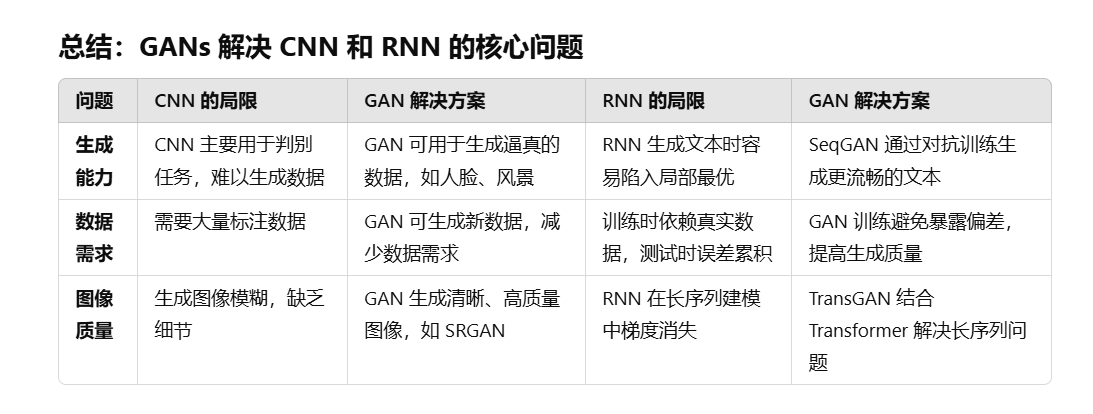 总结：GANs 解决 CNN 和 RNN 的核心问题
问题 CNN 的局限 GAN 解决方案 RNN 的局限 GAN 解决方案
生成 CNN 主要用于判别 GAN 可用于生成逼真的 RNN 生成文本时容 SeqGAN 通过对抗训练生
能力 任务，难以生成数据 数据，如人脸、风景 易陷入局部最优 成更流畅的文本
数据 需要大量标注数据 GAN 可生成新数据，减 训练时依赖真实数 GAN 训练避免暴露偏差，
需求 少数据需求 据，测试时误差累积 提高生成质量
图像 生成图像模糊，缺乏 GAN 生成清晰、高质量 RNN 在长序列建模 TransGAN 结合
质量 细节 图像，如 SRGAN 中梯度消失 Transformer 解决长序列问
题